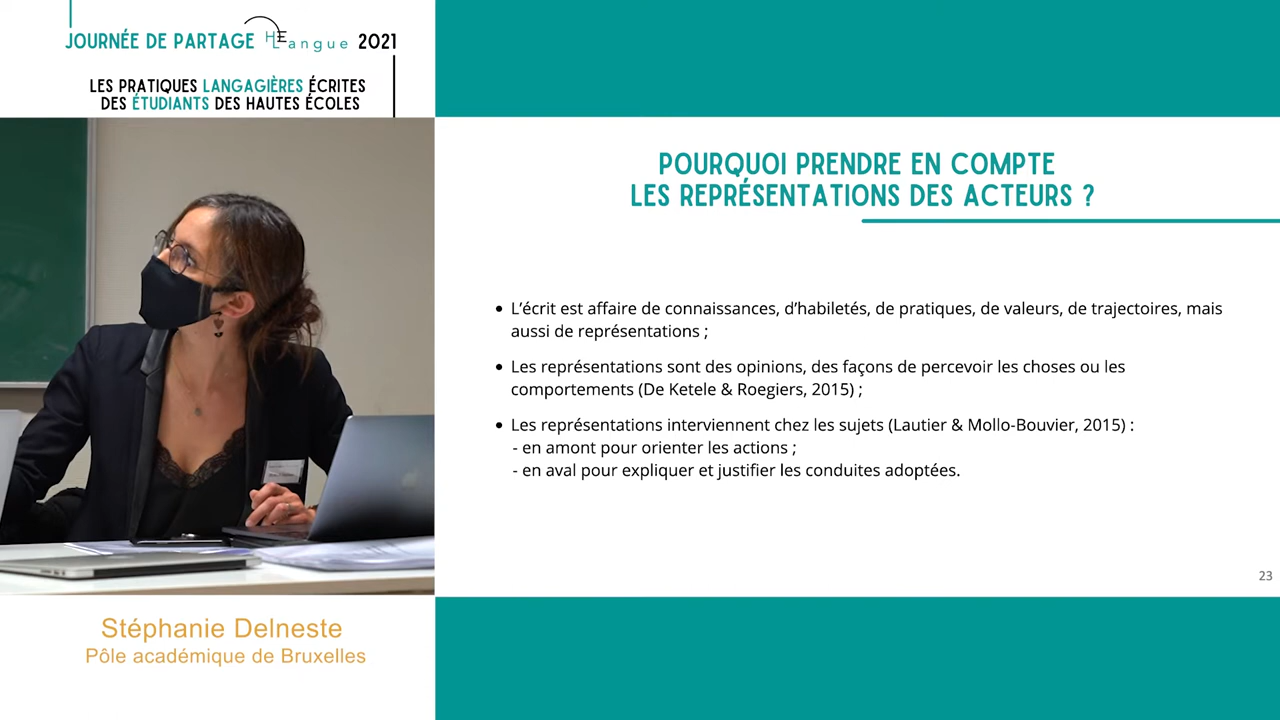 JOURNÉE DE PARTAGE HELangue 2021
LES PRATIQUES LANGAGIÈRES ÉCRITES
DES ÉTUDIANTS DES HAUTES ÉCOLES
POURQUOI PRENDRE EN COMPTE
LES REPRÉSENTATIONS DES ACTEURS ?
• L’écrit est affaire de connaissances, d’habiletés, de pratiques, de valeurs, de trajectoires, mais
aussi de représentations ;
• Les représentations sont des opinions, des façons de percevoir les choses ou les
comportements (De Ketele & Roegiers, 2015) ;
• Les représentations interviennent chez les sujets (Lautier & Mollo-Bouvier, 2015) :
- en amont pour orienter les actions ;
- en aval pour expliquer et justifier les conduites adoptées.
23
Stéphanie Delneste
Pôle académique de Bruxelles